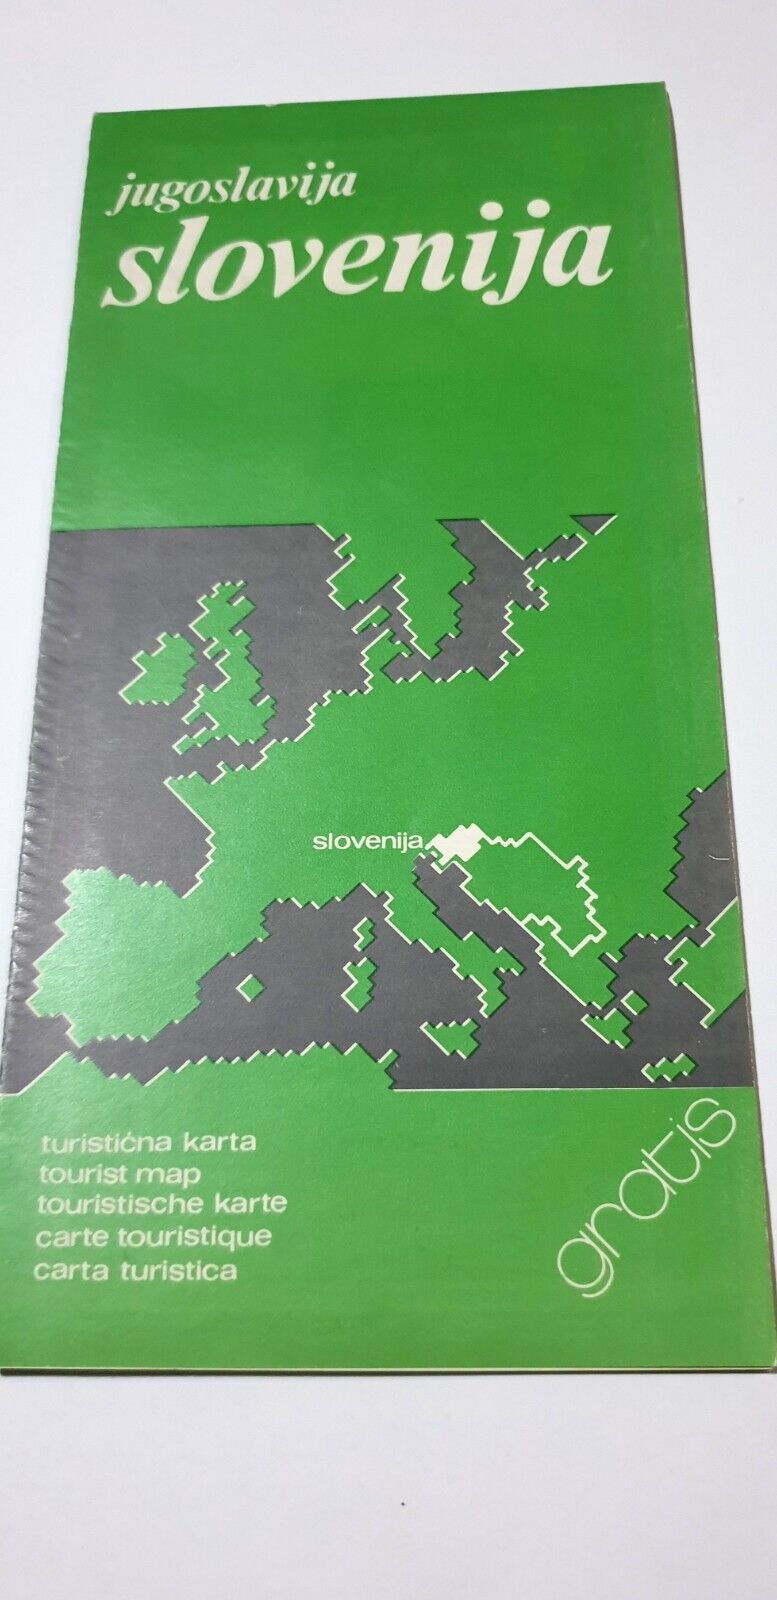 jugoslavija
slovenija
slovenija
turistična karta
tourist map
touristische karte
carte touristique
carta turistica
gratis